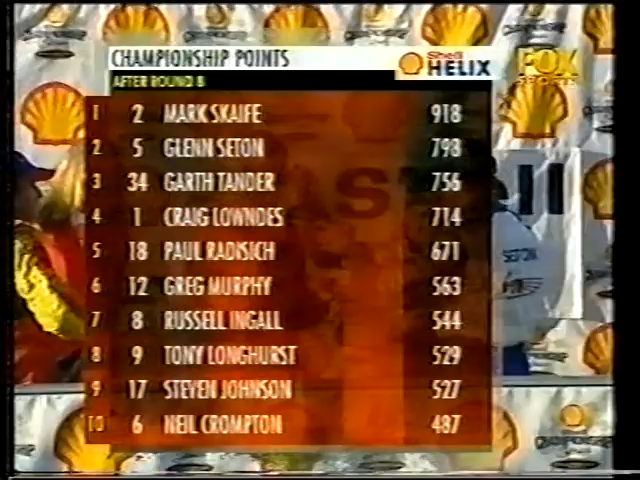 CHAMPIONSHIP POINTS
Shell HELIX
FOX SPORTS
AFTER ROUND 8
1 2 MARK SKAIFE 918
2 5 GLENN SETON 798
3 34 GARTH TANDER 756
4 1 CRAIG LOWNDES 714
5 18 PAUL RADISICH 671
6 12 GREG MURPHY 563
7 8 RUSSELL INGALL 544
8 9 TONY LONGHURST 529
9 17 STEVEN JOHNSON 527
10 6 NEIL CROMPTON 487
SETON